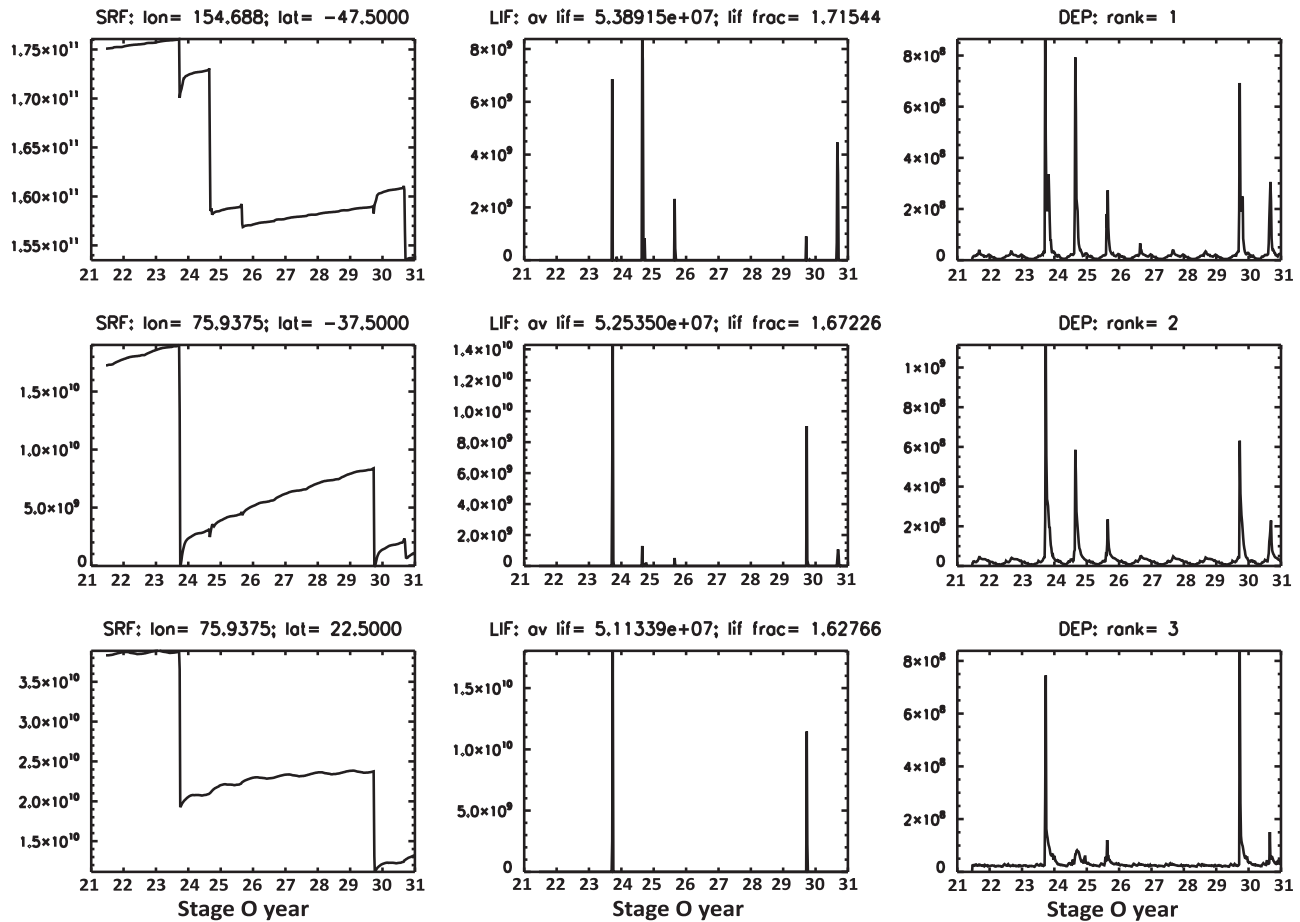 SRF: lon= 154.688; lat= −47.5000
LIF: av lif= 5.38915e+07; lif frac= 1.71544
DEP: rank= 1
1.75×10¹¹
1.70×10¹¹
1.65×10¹¹
1.60×10¹¹
1.55×10¹¹
21 22 23 24 25 26 27 28 29 30 31
8×10⁹
6×10⁹
4×10⁹
2×10⁹
0
21 22 23 24 25 26 27 28 29 30 31
8×10⁸
6×10⁸
4×10⁸
2×10⁸
0
21 22 23 24 25 26 27 28 29 30 31
SRF: lon= 75.9375; lat= −37.5000
LIF: av lif= 5.25350e+07; lif frac= 1.67226
DEP: rank= 2
1.5×10¹⁰
1.0×10¹⁰
5.0×10⁹
0
21 22 23 24 25 26 27 28 29 30 31
1.4×10¹⁰
1.2×10¹⁰
1.0×10¹⁰
8.0×10⁹
6.0×10⁹
4.0×10⁹
2.0×10⁹
0
21 22 23 24 25 26 27 28 29 30 31
1×10⁹
8×10⁸
6×10⁸
4×10⁸
2×10⁸
0
21 22 23 24 25 26 27 28 29 30 31
SRF: lon= 75.9375; lat= 22.5000
LIF: av lif= 5.11339e+07; lif frac= 1.62766
DEP: rank= 3
3.5×10¹⁰
3.0×10¹⁰
2.5×10¹⁰
2.0×10¹⁰
1.5×10¹⁰
21 22 23 24 25 26 27 28 29 30 31
Stage O year
1.5×10¹⁰
1.0×10¹⁰
5.0×10⁹
0
21 22 23 24 25 26 27 28 29 30 31
Stage O year
8×10⁸
6×10⁸
4×10⁸
2×10⁸
0
21 22 23 24 25 26 27 28 29 30 31
Stage O year